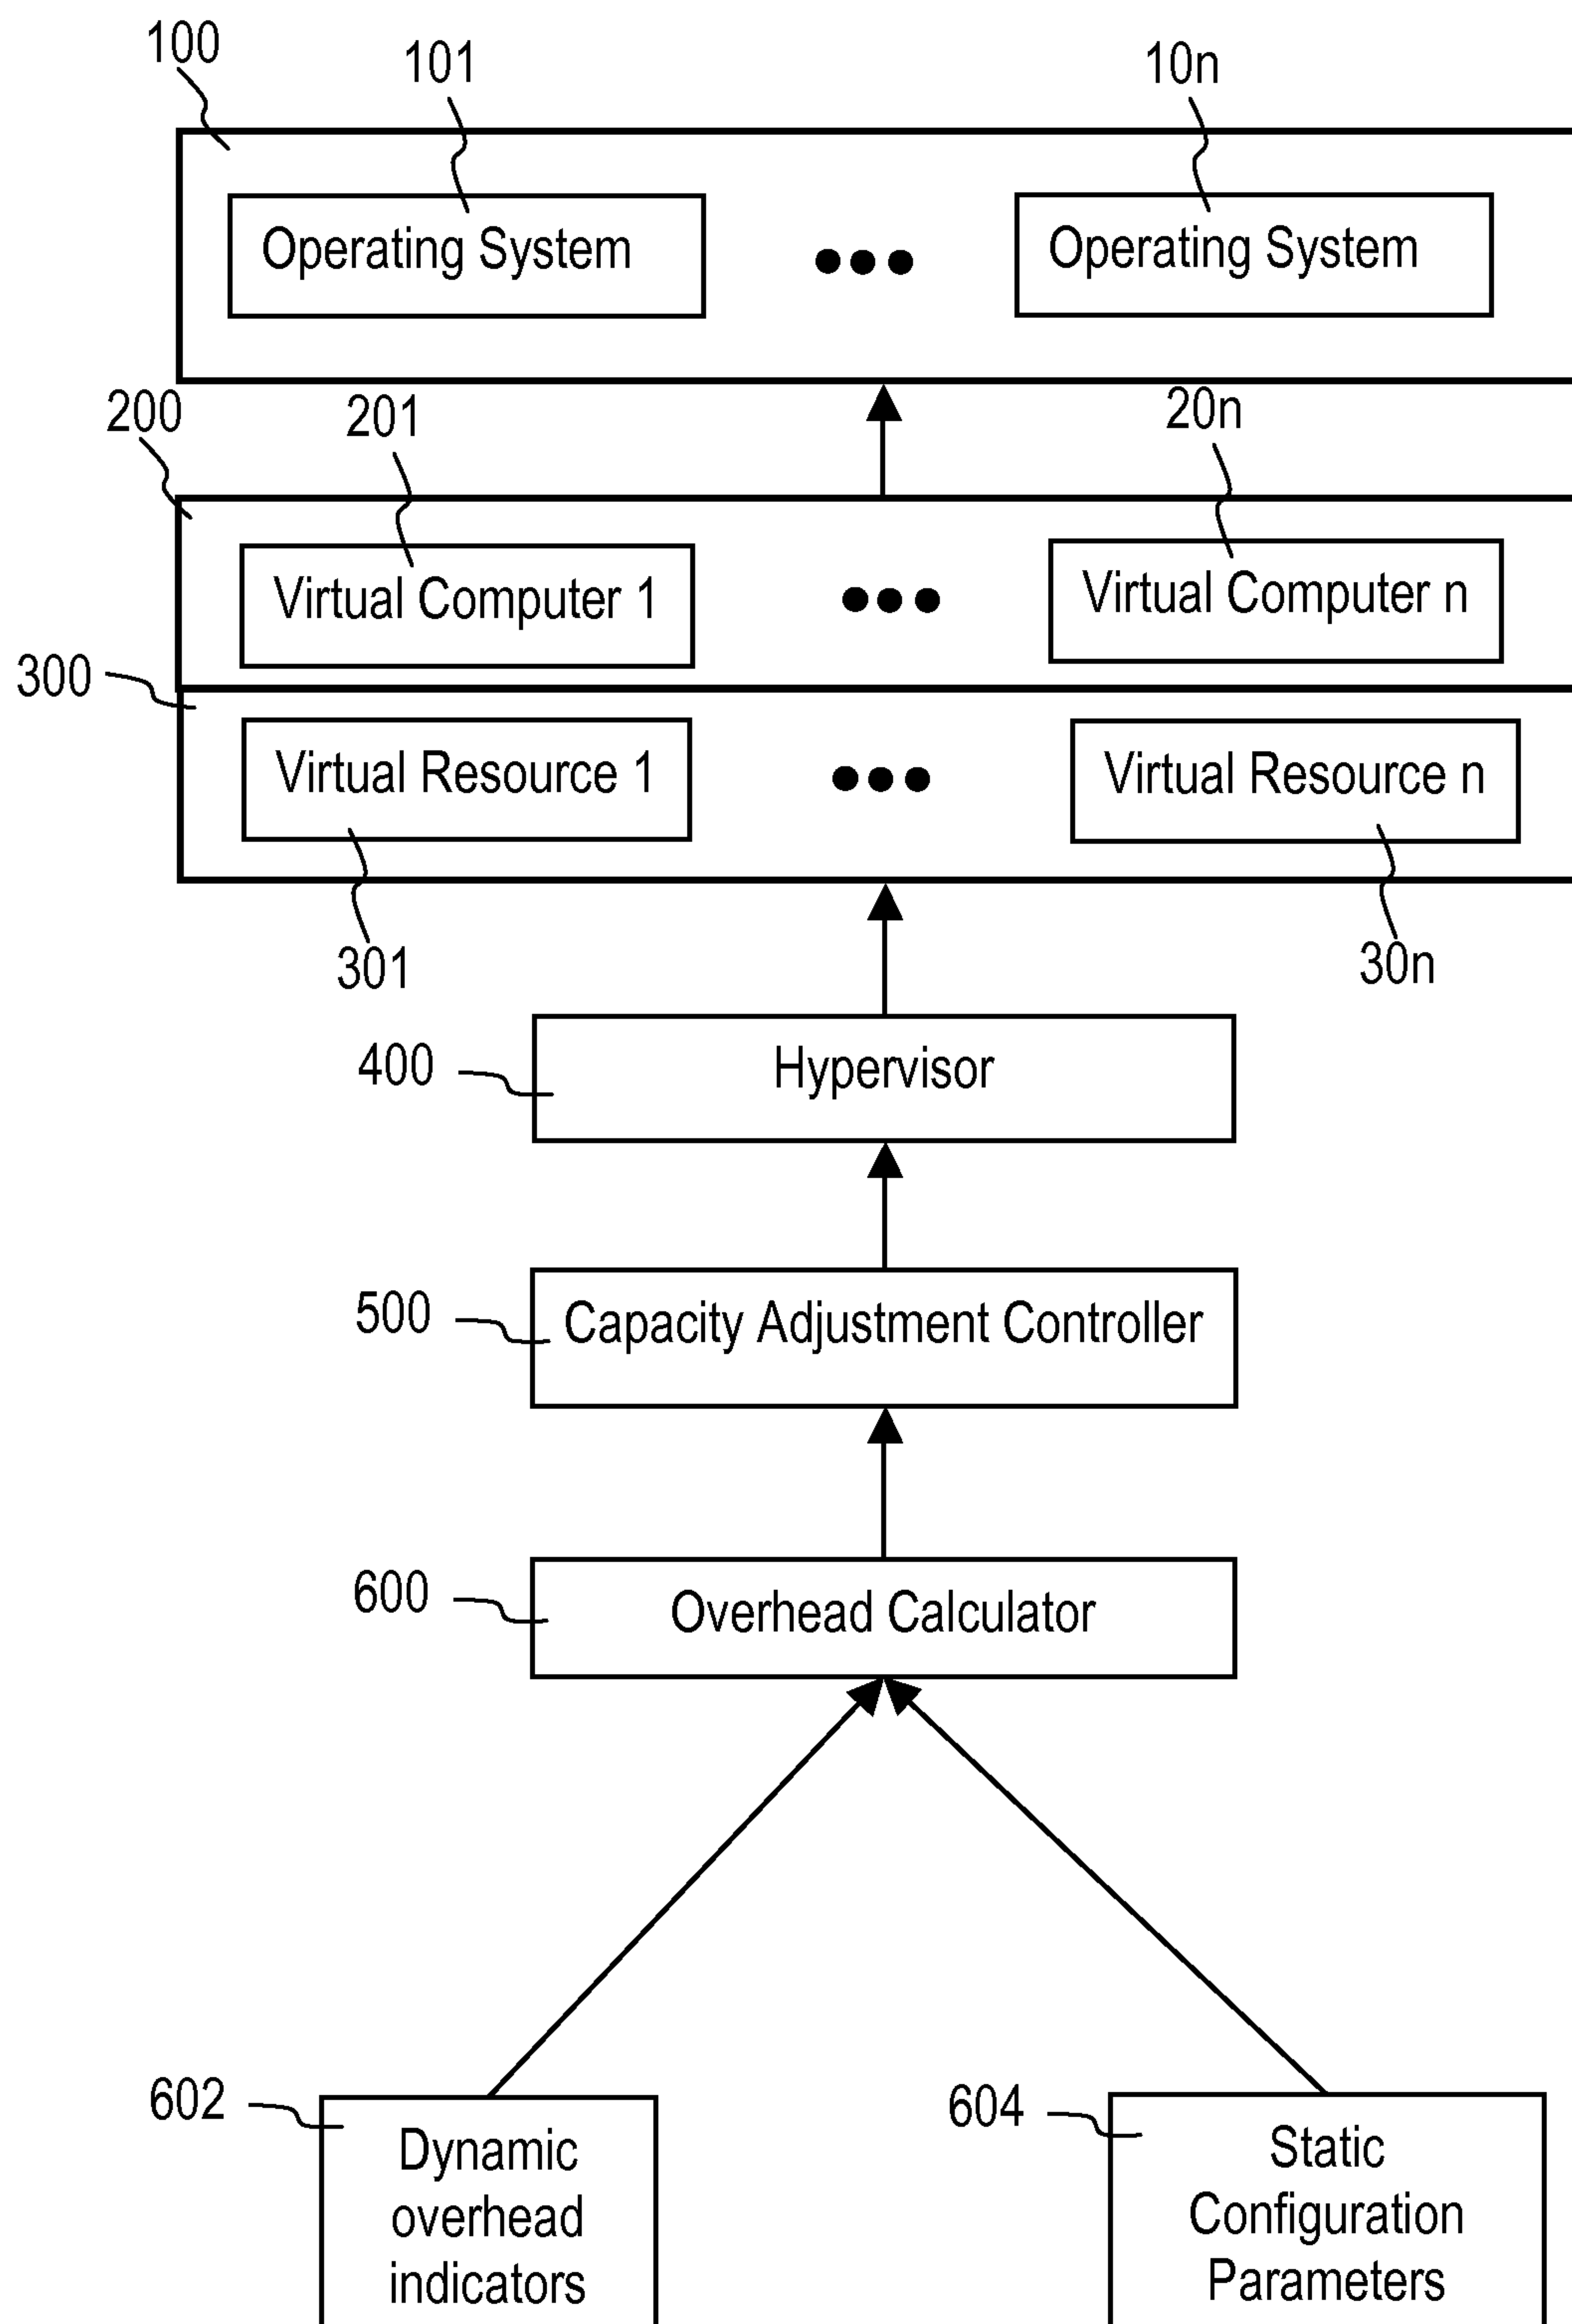 100
101
10n
Operating System
Operating System
200
201
20n
Virtual Computer 1
Virtual Computer n
300
Virtual Resource 1
Virtual Resource n
301
30n
400
Hypervisor
500
Capacity Adjustment Controller
600
Overhead Calculator
602
Dynamic
overhead
indicators
604
Static
Configuration
Parameters